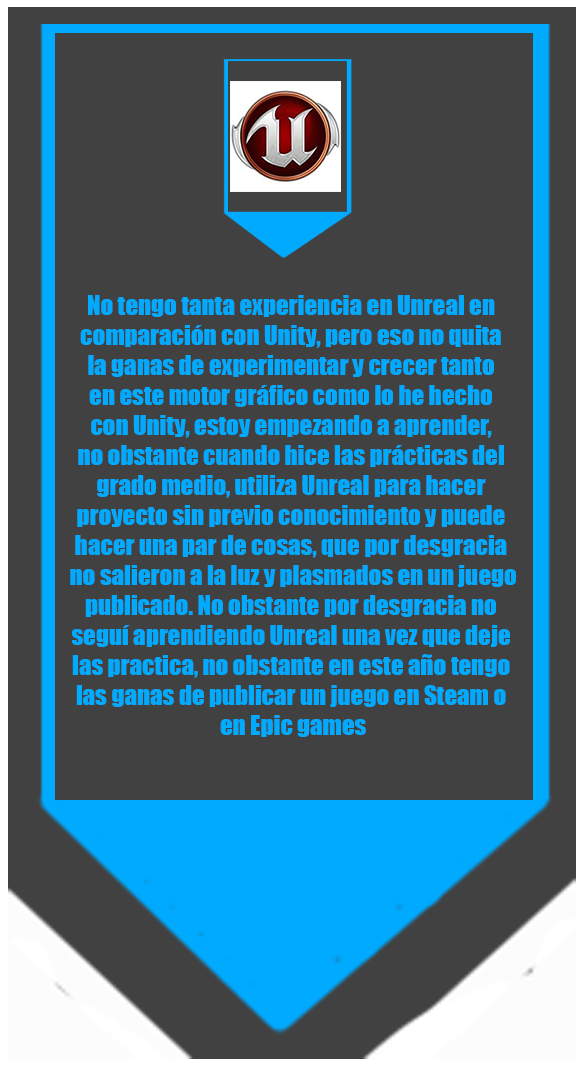 No tengo tanta experiencia en Unreal en
comparación con Unity, pero eso no quita
la ganas de experimentar y crecer tanto
en este motor gráfico como lo he hecho
con Unity, estoy empezando a aprender,
no obstante cuando hice las prácticas del
grado medio, utiliza Unreal para hacer
proyecto sin previo conocimiento y puede
hacer una par de cosas, que por desgracia
no salieron a la luz y plasmados en un juego
publicado. No obstante por desgracia no
seguí aprendiendo Unreal una vez que deje
las practica, no obstante en este año tengo
las ganas de publicar un juego en Steam o
en Epic games